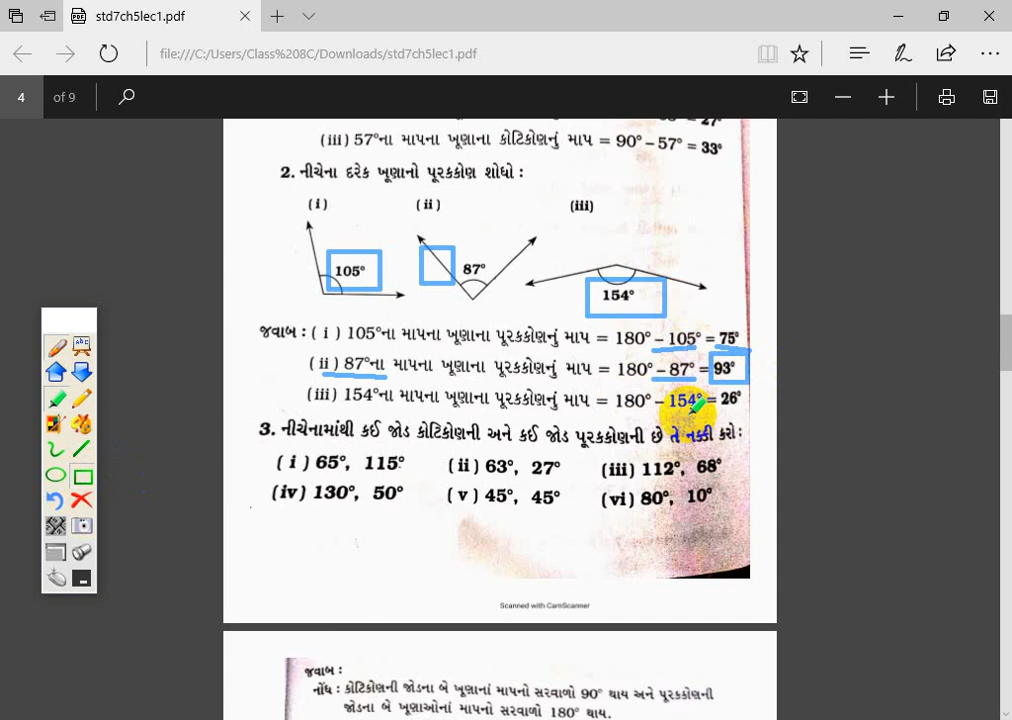 std7ch5lec1.pdf
file:///C:/Users/Class%208C/Downloads/std7ch5lec1.pdf
4 of 9
= 27°
(iii) 57°ના માપના ખૂણાના કોટિકોણનું માપ = 90° – 57° = 33°
2. નીચેના દરેક ખૂણાનો પૂરકકોણ શોધો :
(i) (ii) (iii)
105° 87° 154°
જવાબ : (i) 105°ના માપના ખૂણાના પૂરકકોણનું માપ = 180° – 105° = 75°
(ii) 87°ના માપના ખૂણાના પૂરકકોણનું માપ = 180° – 87° = 93°
(iii) 154°ના માપના ખૂણાના પૂરકકોણનું માપ = 180° – 154° = 26°
3. નીચેનામાંથી કઈ જોડ કોટિકોણની અને કઈ જોડ પૂરકકોણની છે તે નક્કી કરો :
(i) 65°, 115° (ii) 63°, 27° (iii) 112°, 68°
(iv) 130°, 50° (v) 45°, 45° (vi) 80°, 10°
Scanned with CamScanner
જવાબ :
નોંધ : કોટિકોણની જોડના બે ખૂણાનાં માપનો સરવાળો 90° થાય અને પૂરકકોણની
જોડના બે ખૂણાઓનાં માપનો સરવાળો 180° થાય.